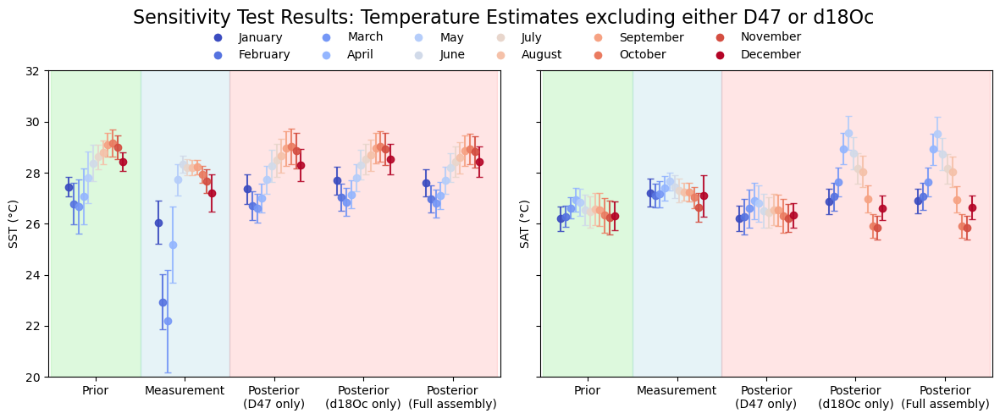 Sensitivity Test Results: Temperature Estimates excluding either D47 or d18Oc
January March May July September November
February April June August October December
SST (°C)
32
30
28
26
24
22
20
Prior Measurement Posterior (D47 only) Posterior (d18Oc only) Posterior (Full assembly)
SAT (°C)
Prior Measurement Posterior (D47 only) Posterior (d18Oc only) Posterior (Full assembly)